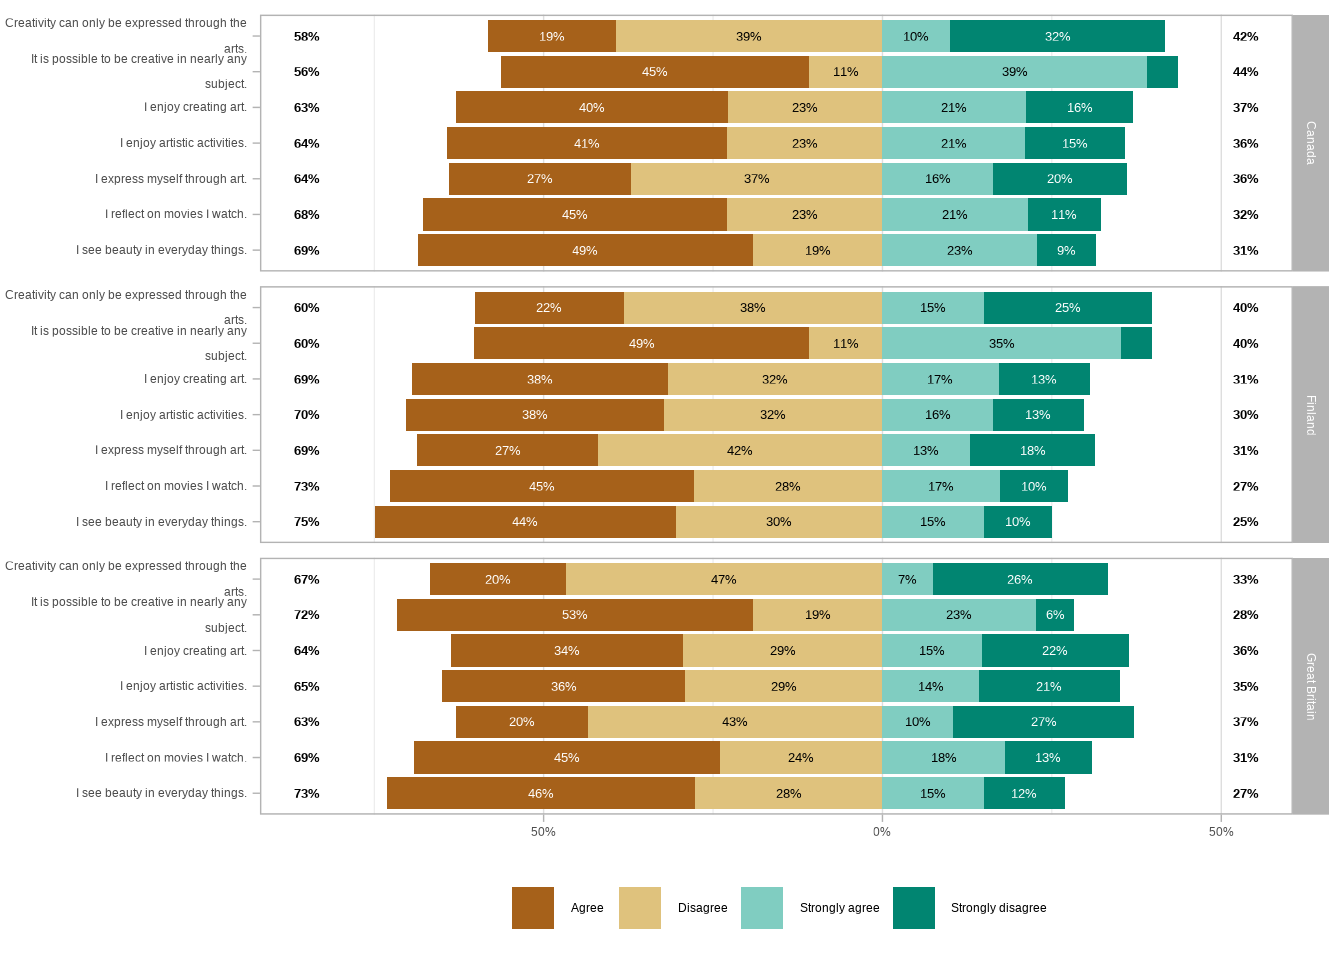 Creativity can only be expressed through the
arts.
58% 19% 39% 10% 32% 42%
It is possible to be creative in nearly any
subject.
56% 45% 11% 39% 44%
I enjoy creating art. 63% 40% 23% 21% 16% 37%
I enjoy artistic activities. 64% 41% 23% 21% 15% 36%
I express myself through art. 64% 27% 37% 16% 20% 36%
I reflect on movies I watch. 68% 45% 23% 21% 11% 32%
I see beauty in everyday things. 69% 49% 19% 23% 9% 31%
Canada
Creativity can only be expressed through the
arts.
60% 22% 38% 15% 25% 40%
It is possible to be creative in nearly any
subject.
60% 49% 11% 35% 40%
I enjoy creating art. 69% 38% 32% 17% 13% 31%
I enjoy artistic activities. 70% 38% 32% 16% 13% 30%
I express myself through art. 69% 27% 42% 13% 18% 31%
I reflect on movies I watch. 73% 45% 28% 17% 10% 27%
I see beauty in everyday things. 75% 44% 30% 15% 10% 25%
Finland
Creativity can only be expressed through the
arts.
67% 20% 47% 7% 26% 33%
It is possible to be creative in nearly any
subject.
72% 53% 19% 23% 6% 28%
I enjoy creating art. 64% 34% 29% 15% 22% 36%
I enjoy artistic activities. 65% 36% 29% 14% 21% 35%
I express myself through art. 63% 20% 43% 10% 27% 37%
I reflect on movies I watch. 69% 45% 24% 18% 13% 31%
I see beauty in everyday things. 73% 46% 28% 15% 12% 27%
Great Britain
50% 0% 50%
Agree Disagree Strongly agree Strongly disagree